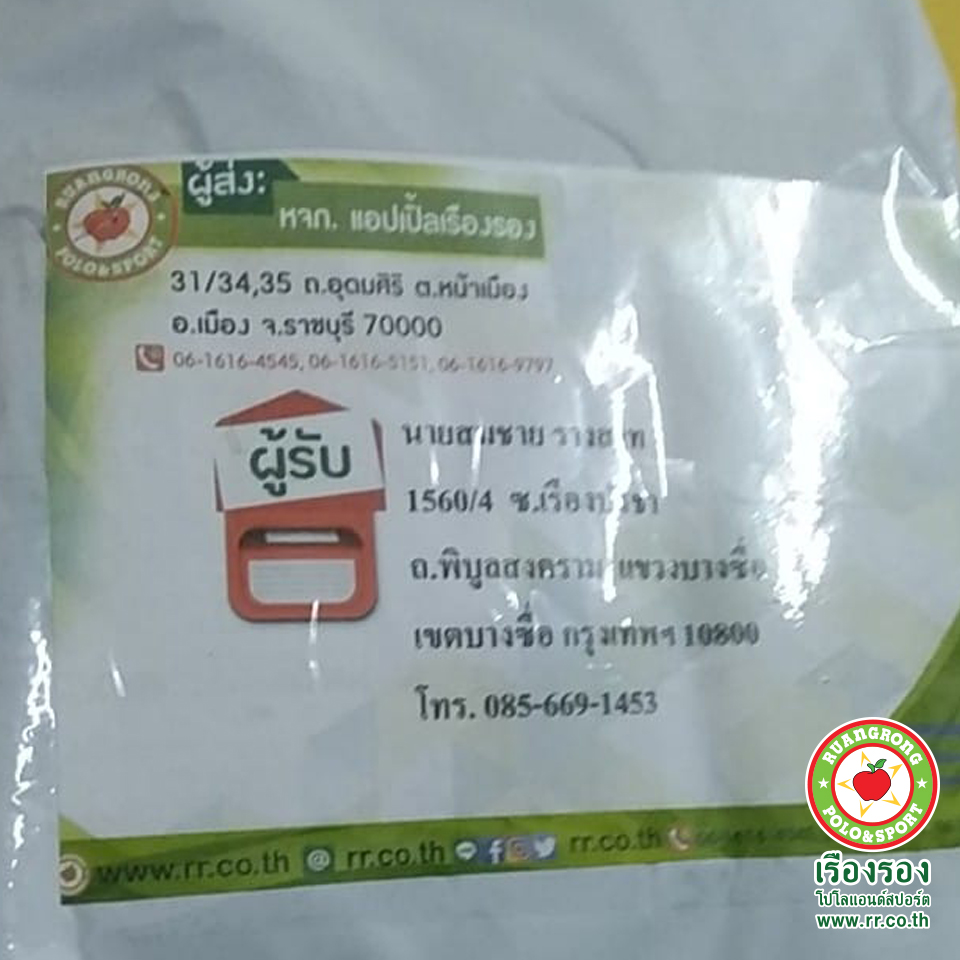 RUANGRONG
POLO&SPORT
ผู้ส่ง:
หจก. แอปเปิ้ลเรืองรอง
31/34,35 ถ.อุดมศิริ ต.หน้าเมือง
อ.เมือง จ.ราชบุรี 70000
06-1616-4545, 06-1616-5151, 06-1616-9797
ผู้รับ
นายสมชาย
1560/4 ซ.
ถ.พิบูลสงคราม แขวงบางซื่อ
เขตบางซื่อ กรุงเทพฯ 10800
โทร. 085-669-1453
www.rr.co.th @ rr.co.th rr.co.th
RUANGRONG
POLO&SPORT
เรืองรอง
โปโลแอนด์สปอร์ต
www.rr.co.th